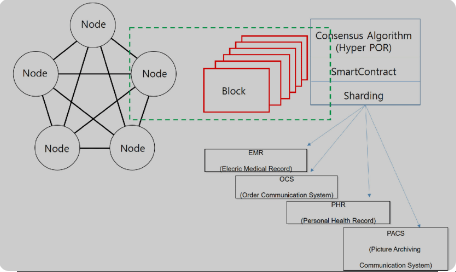 Node
Node
Node
Node
Node
Block
Consensus Algorithm
(Hyper POR)
SmartContract
Sharding
EMR
(Elecric Medical Record)
OCS
(Order Communication System)
PHR
(Personal Health Record)
PACS
(Picture Archiving
Communication System)